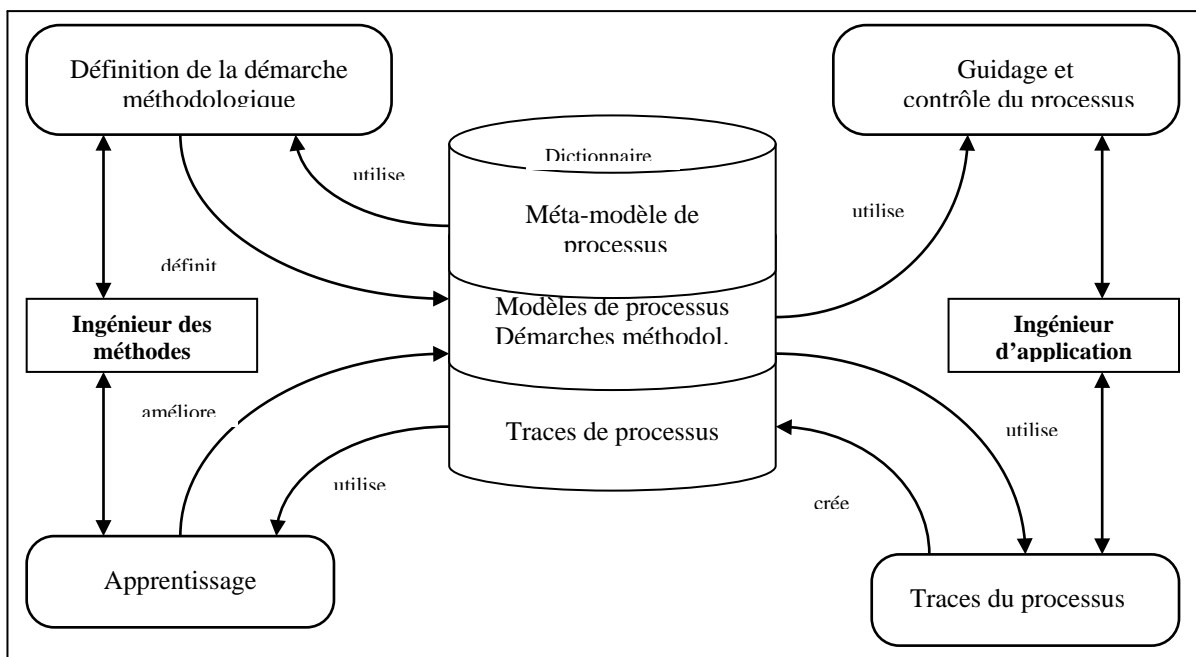 Définition de la démarche
méthodologique
Guidage et
contrôle du processus
Dictionnaire
utilise
Méta-modèle de
processus
utilise
définit
Modèles de processus
Démarches méthodol.
Ingénieur des
méthodes
Ingénieur
d'application
améliore
Traces de processus
utilise
utilise
crée
Apprentissage
Traces du processus